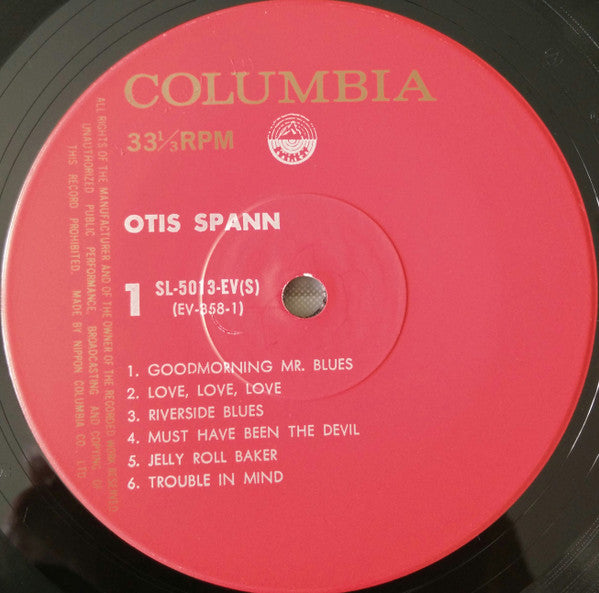 COLUMBIA
33⅓RPM
EVEREST
OTIS SPANN
1
SL-5013-EV(S)
(EV-858-1)
1. GOODMORNING MR. BLUES
2. LOVE, LOVE, LOVE
3. RIVERSIDE BLUES
4. MUST HAVE BEEN THE DEVIL
5. JELLY ROLL BAKER
6. TROUBLE IN MIND
ALL RIGHTS OF THE MANUFACTURER AND OF THE OWNER OF THE RECORDED WORK RESERVED
UNAUTHORIZED PUBLIC PERFORMANCE, BROADCASTING AND COPYING OF
THIS RECORD PROHIBITED. MADE BY NIPPON COLUMBIA CO., LTD.